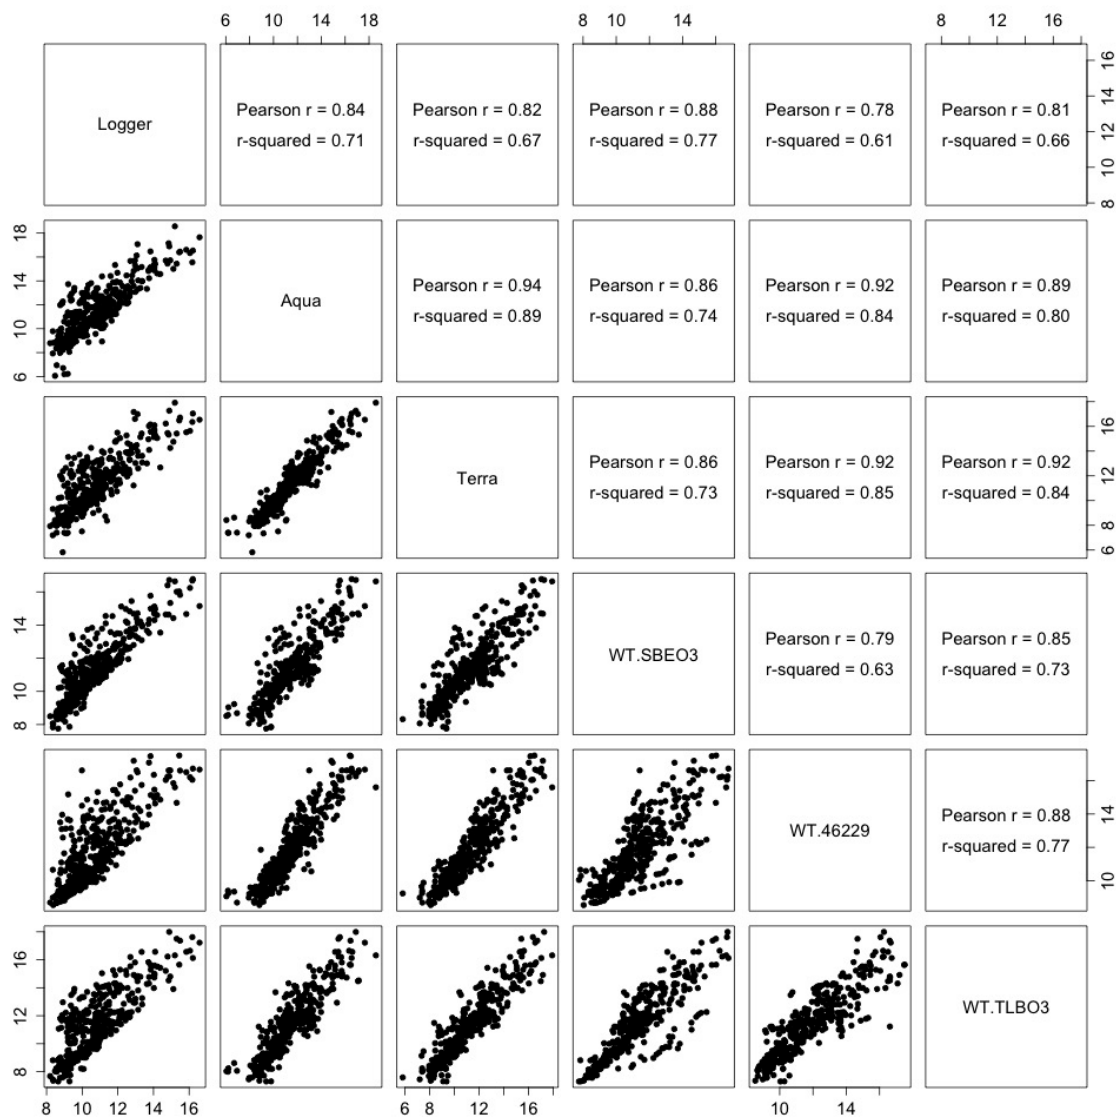 6 10 14 18
8 10 14
8 12 16
Logger
Pearson r = 0.84
r-squared = 0.71
Pearson r = 0.82
r-squared = 0.67
Pearson r = 0.88
r-squared = 0.77
Pearson r = 0.78
r-squared = 0.61
Pearson r = 0.81
r-squared = 0.66
8 10 12 14 16
6 10 14 18
Aqua
Pearson r = 0.94
r-squared = 0.89
Pearson r = 0.86
r-squared = 0.74
Pearson r = 0.92
r-squared = 0.84
Pearson r = 0.89
r-squared = 0.80
Terra
Pearson r = 0.86
r-squared = 0.73
Pearson r = 0.92
r-squared = 0.85
Pearson r = 0.92
r-squared = 0.84
6 8 12 16
8 10 14
WT.SBEO3
Pearson r = 0.79
r-squared = 0.63
Pearson r = 0.85
r-squared = 0.73
WT.46229
Pearson r = 0.88
r-squared = 0.77
10 14
8 12 16
WT.TLBO3
8 10 12 14 16
6 8 12 16
10 14